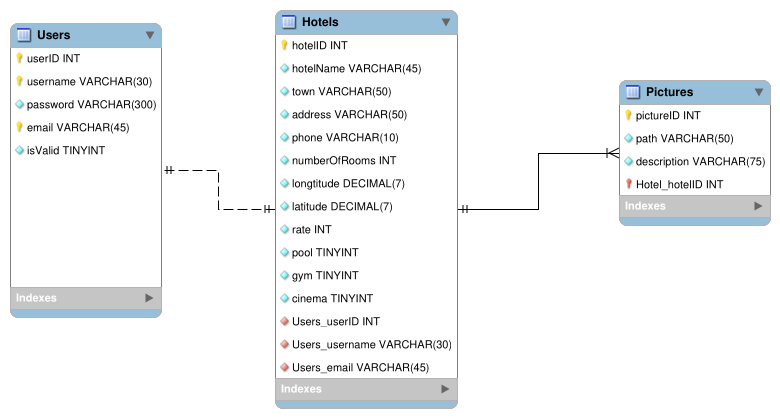 Users
userID INT
username VARCHAR(30)
password VARCHAR(300)
email VARCHAR(45)
isValid TINYINT
Indexes
Hotels
hotelID INT
hotelName VARCHAR(45)
town VARCHAR(50)
address VARCHAR(50)
phone VARCHAR(10)
numberOfRooms INT
longtitude DECIMAL(7)
latitude DECIMAL(7)
rate INT
pool TINYINT
gym TINYINT
cinema TINYINT
Users_userID INT
Users_username VARCHAR(30)
Users_email VARCHAR(45)
Indexes
Pictures
pictureID INT
path VARCHAR(50)
description VARCHAR(75)
Hotel_hotelID INT
Indexes